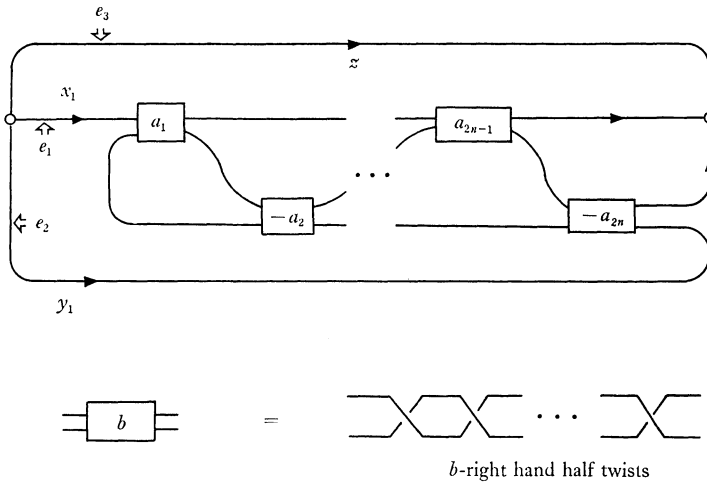 e₃
z
x₁
a₁
a₂ₙ₋₁
e₁
...
e₂
−a₂
−a₂ₙ
y₁
b = ...
b-right hand half twists